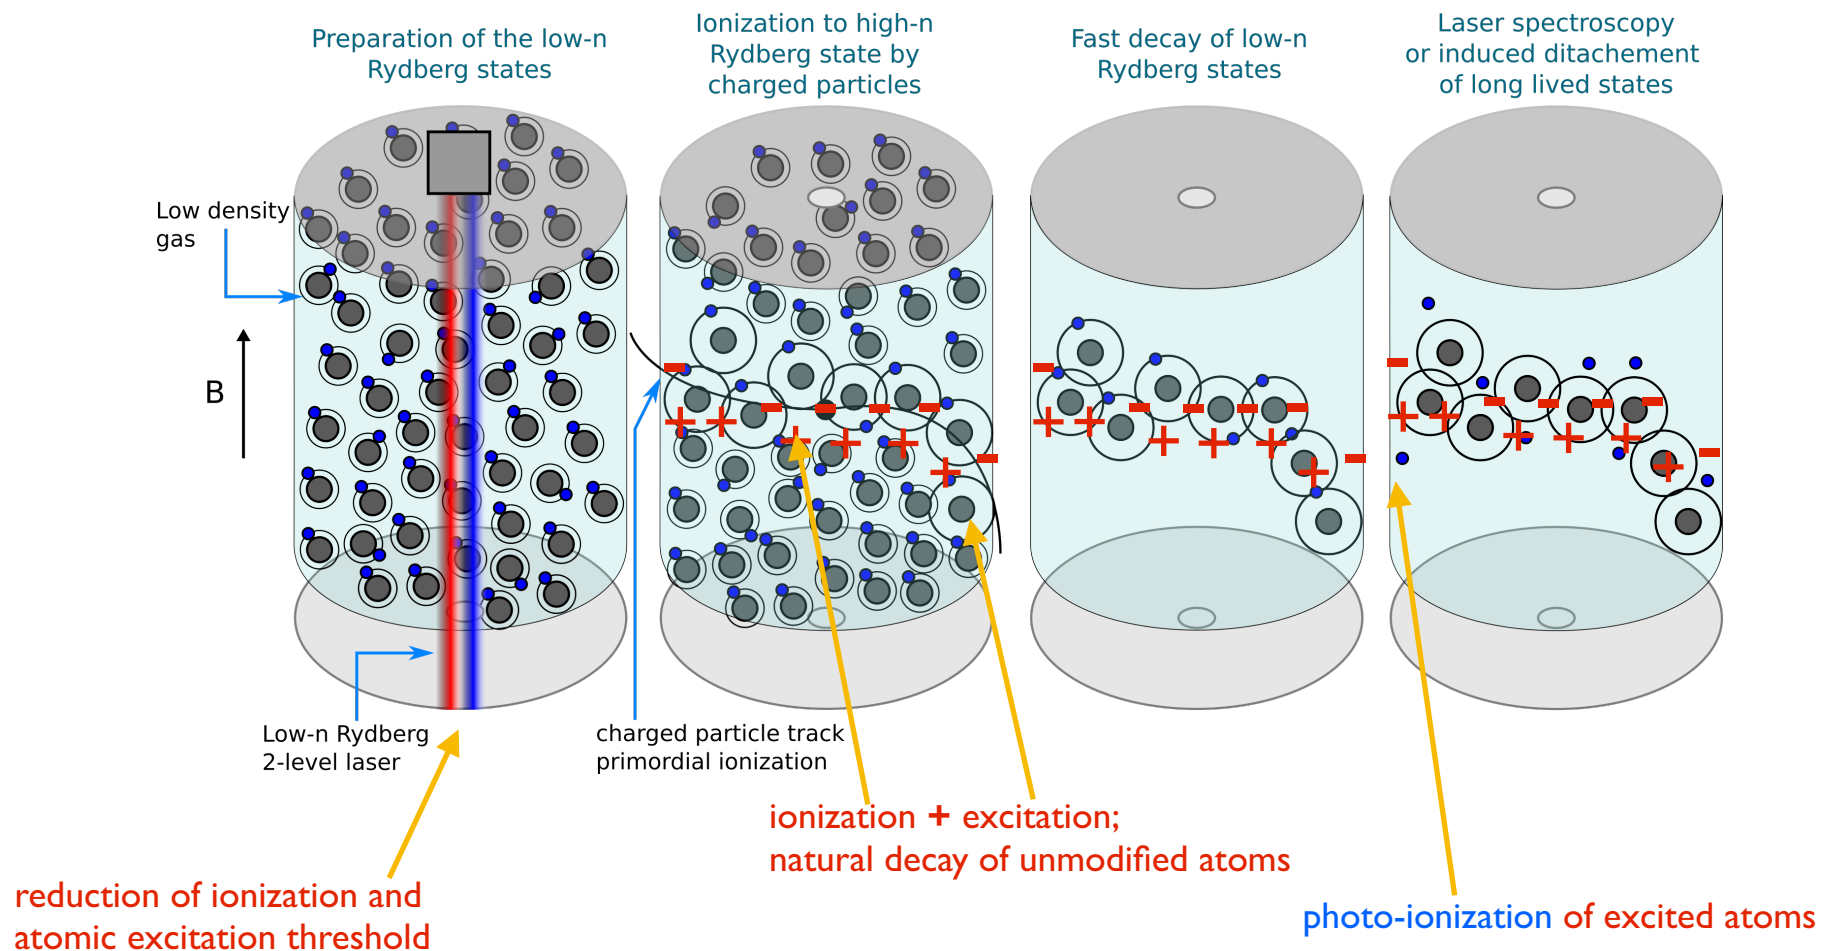 Preparation of the low-n
Rydberg states
Ionization to high-n
Rydberg state by
charged particles
Fast decay of low-n
Rydberg states
Laser spectroscopy
or induced ditachement
of long lived states
Low density
gas
B
Low-n Rydberg
2-level laser
charged particle track
primordial ionization
ionization + excitation;
natural decay of unmodified atoms
reduction of ionization and
atomic excitation threshold
photo-ionization of excited atoms